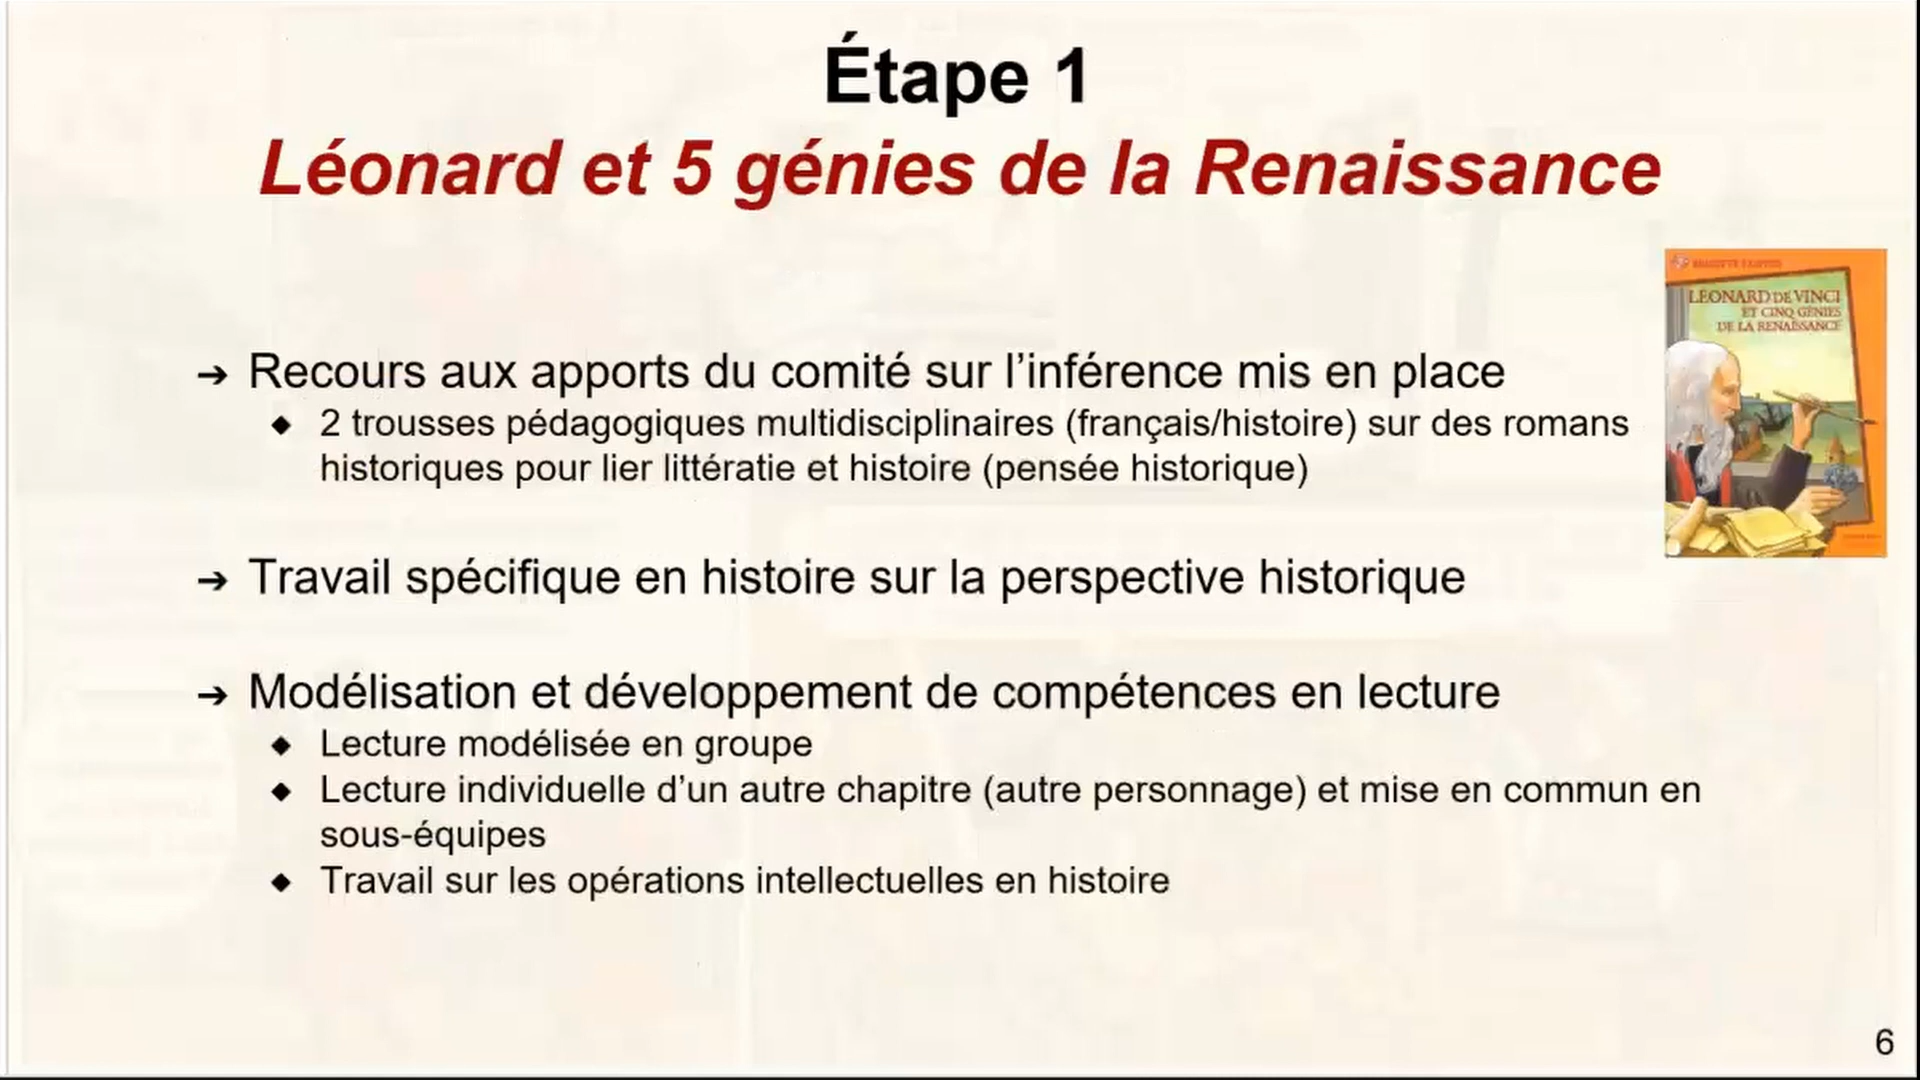 Étape 1
Léonard et 5 génies de la Renaissance
➔ Recours aux apports du comité sur l’inférence mis en place
◆ 2 trousses pédagogiques multidisciplinaires (français/histoire) sur des romans
historiques pour lier littératie et histoire (pensée historique)
LÉONARD DE VINCI
ET CINQ GÉNIES
DE LA RENAISSANCE
➔ Travail spécifique en histoire sur la perspective historique
➔ Modélisation et développement de compétences en lecture
◆ Lecture modélisée en groupe
◆ Lecture individuelle d’un autre chapitre (autre personnage) et mise en commun en
sous-équipes
◆ Travail sur les opérations intellectuelles en histoire
6